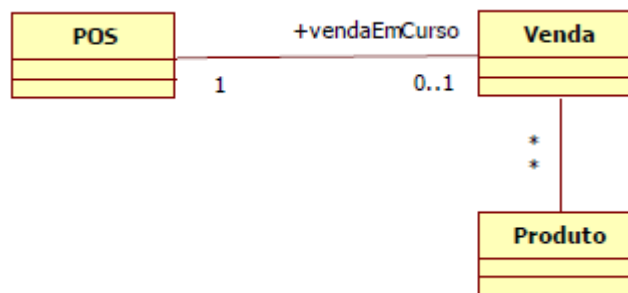 POS
+vendaEmCurso
Venda
1
0..1
*
*
Produto